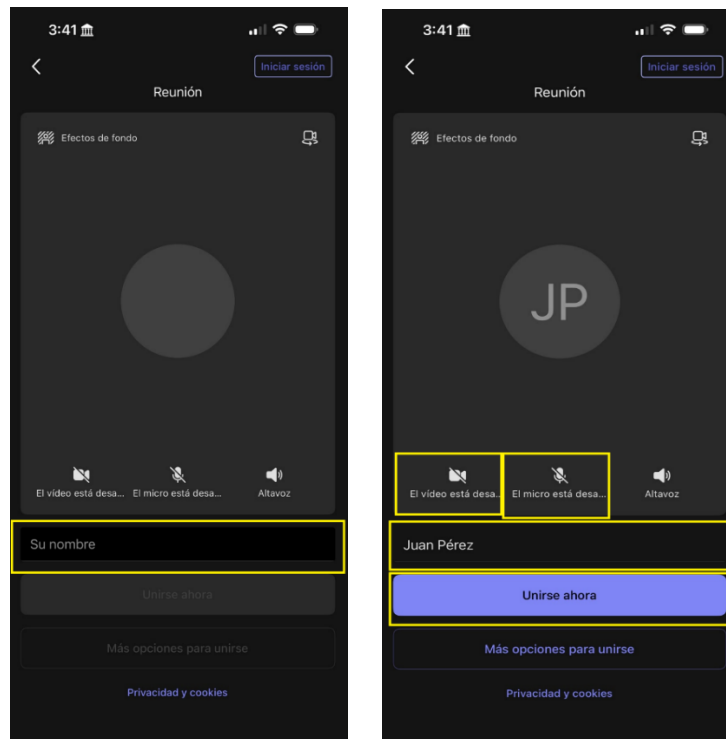 3:41
Iniciar sesión
Reunión
Efectos de fondo
El vídeo está desa... El micro está desa... Altavoz
Su nombre
Unirse ahora
Más opciones para unirse
Privacidad y cookies
3:41
Iniciar sesión
Reunión
Efectos de fondo
JP
El vídeo está desa... El micro está desa... Altavoz
Juan Pérez
Unirse ahora
Más opciones para unirse
Privacidad y cookies